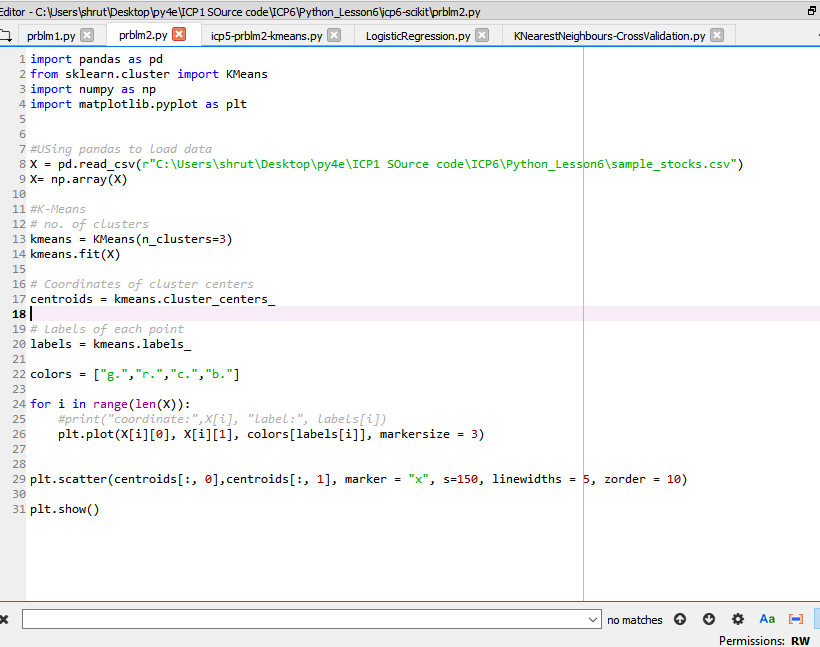 Editor - C:\Users\shrut\Desktop\py4e\ICP1 SOurce code\ICP6\Python_Lesson6\icp6-scikit\prblm2.py
prblm1.py prblm2.py icp5-prblm2-kmeans.py LogisticRegression.py KNearestNeighbours-CrossValidation.py
1 import pandas as pd
2 from sklearn.cluster import KMeans
3 import numpy as np
4 import matplotlib.pyplot as plt
5
6
7 #USing pandas to load data
8 X = pd.read_csv(r"C:\Users\shrut\Desktop\py4e\ICP1 SOurce code\ICP6\Python_Lesson6\sample_stocks.csv")
9 X= np.array(X)
10
11 #K-Means
12 # no. of clusters
13 kmeans = KMeans(n_clusters=3)
14 kmeans.fit(X)
15
16 # Coordinates of cluster centers
17 centroids = kmeans.cluster_centers_
18
19 # Labels of each point
20 labels = kmeans.labels_
21
22 colors = ["g.","r.","c.","b."]
23
24 for i in range(len(X)):
25     #print("coordinate:",X[i], "label:", labels[i])
26     plt.plot(X[i][0], X[i][1], colors[labels[i]], markersize = 3)
27
28
29 plt.scatter(centroids[:, 0],centroids[:, 1], marker = "x", s=150, linewidths = 5, zorder = 10)
30
31 plt.show()
no matches Aa
Permissions: RW